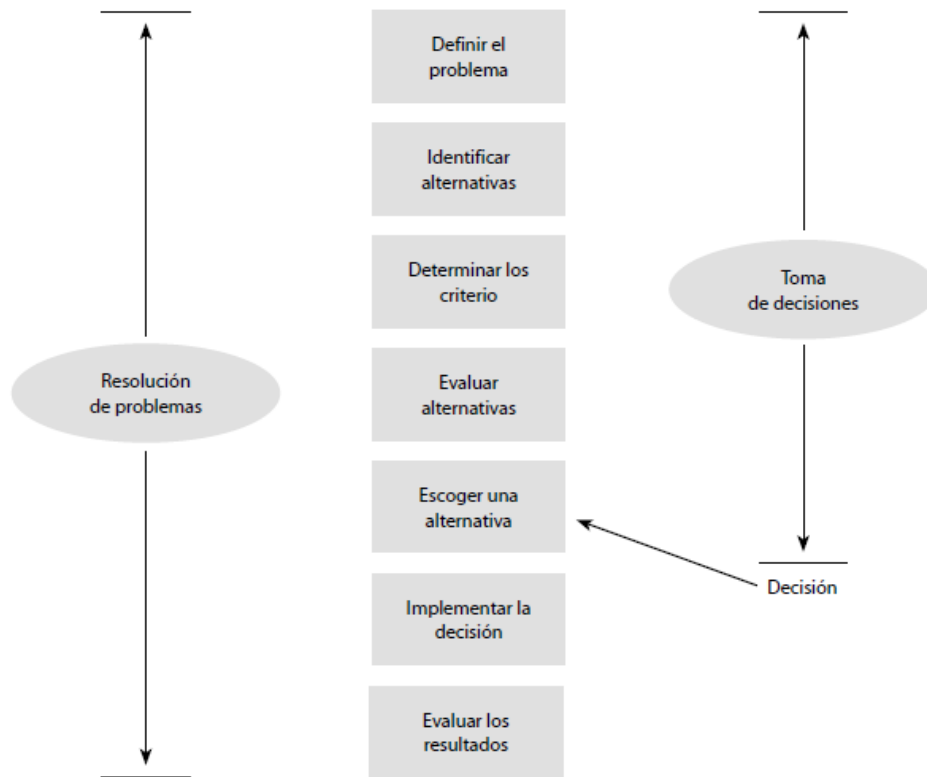 Definir el
problema
Identificar
alternativas
Determinar los
criterio
Toma
de decisiones
Evaluar
alternativas
Resolución
de problemas
Escoger una
alternativa
Decisión
Implementar la
decisión
Evaluar los
resultados